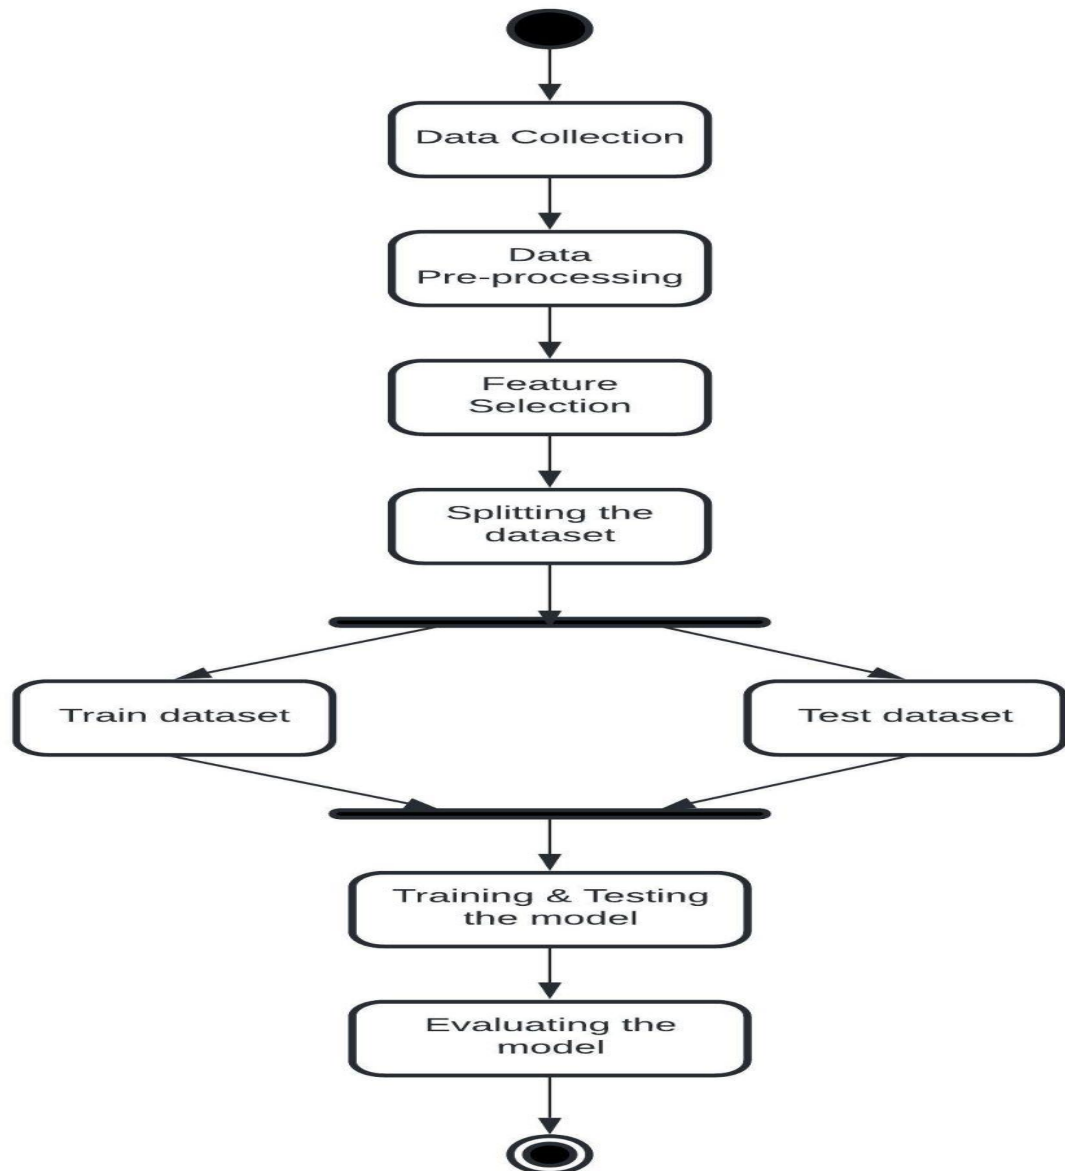 Data Collection
Data
Pre-processing
Feature
Selection
Splitting the
dataset
Train dataset
Test dataset
Training & Testing
the model
Evaluating the
model